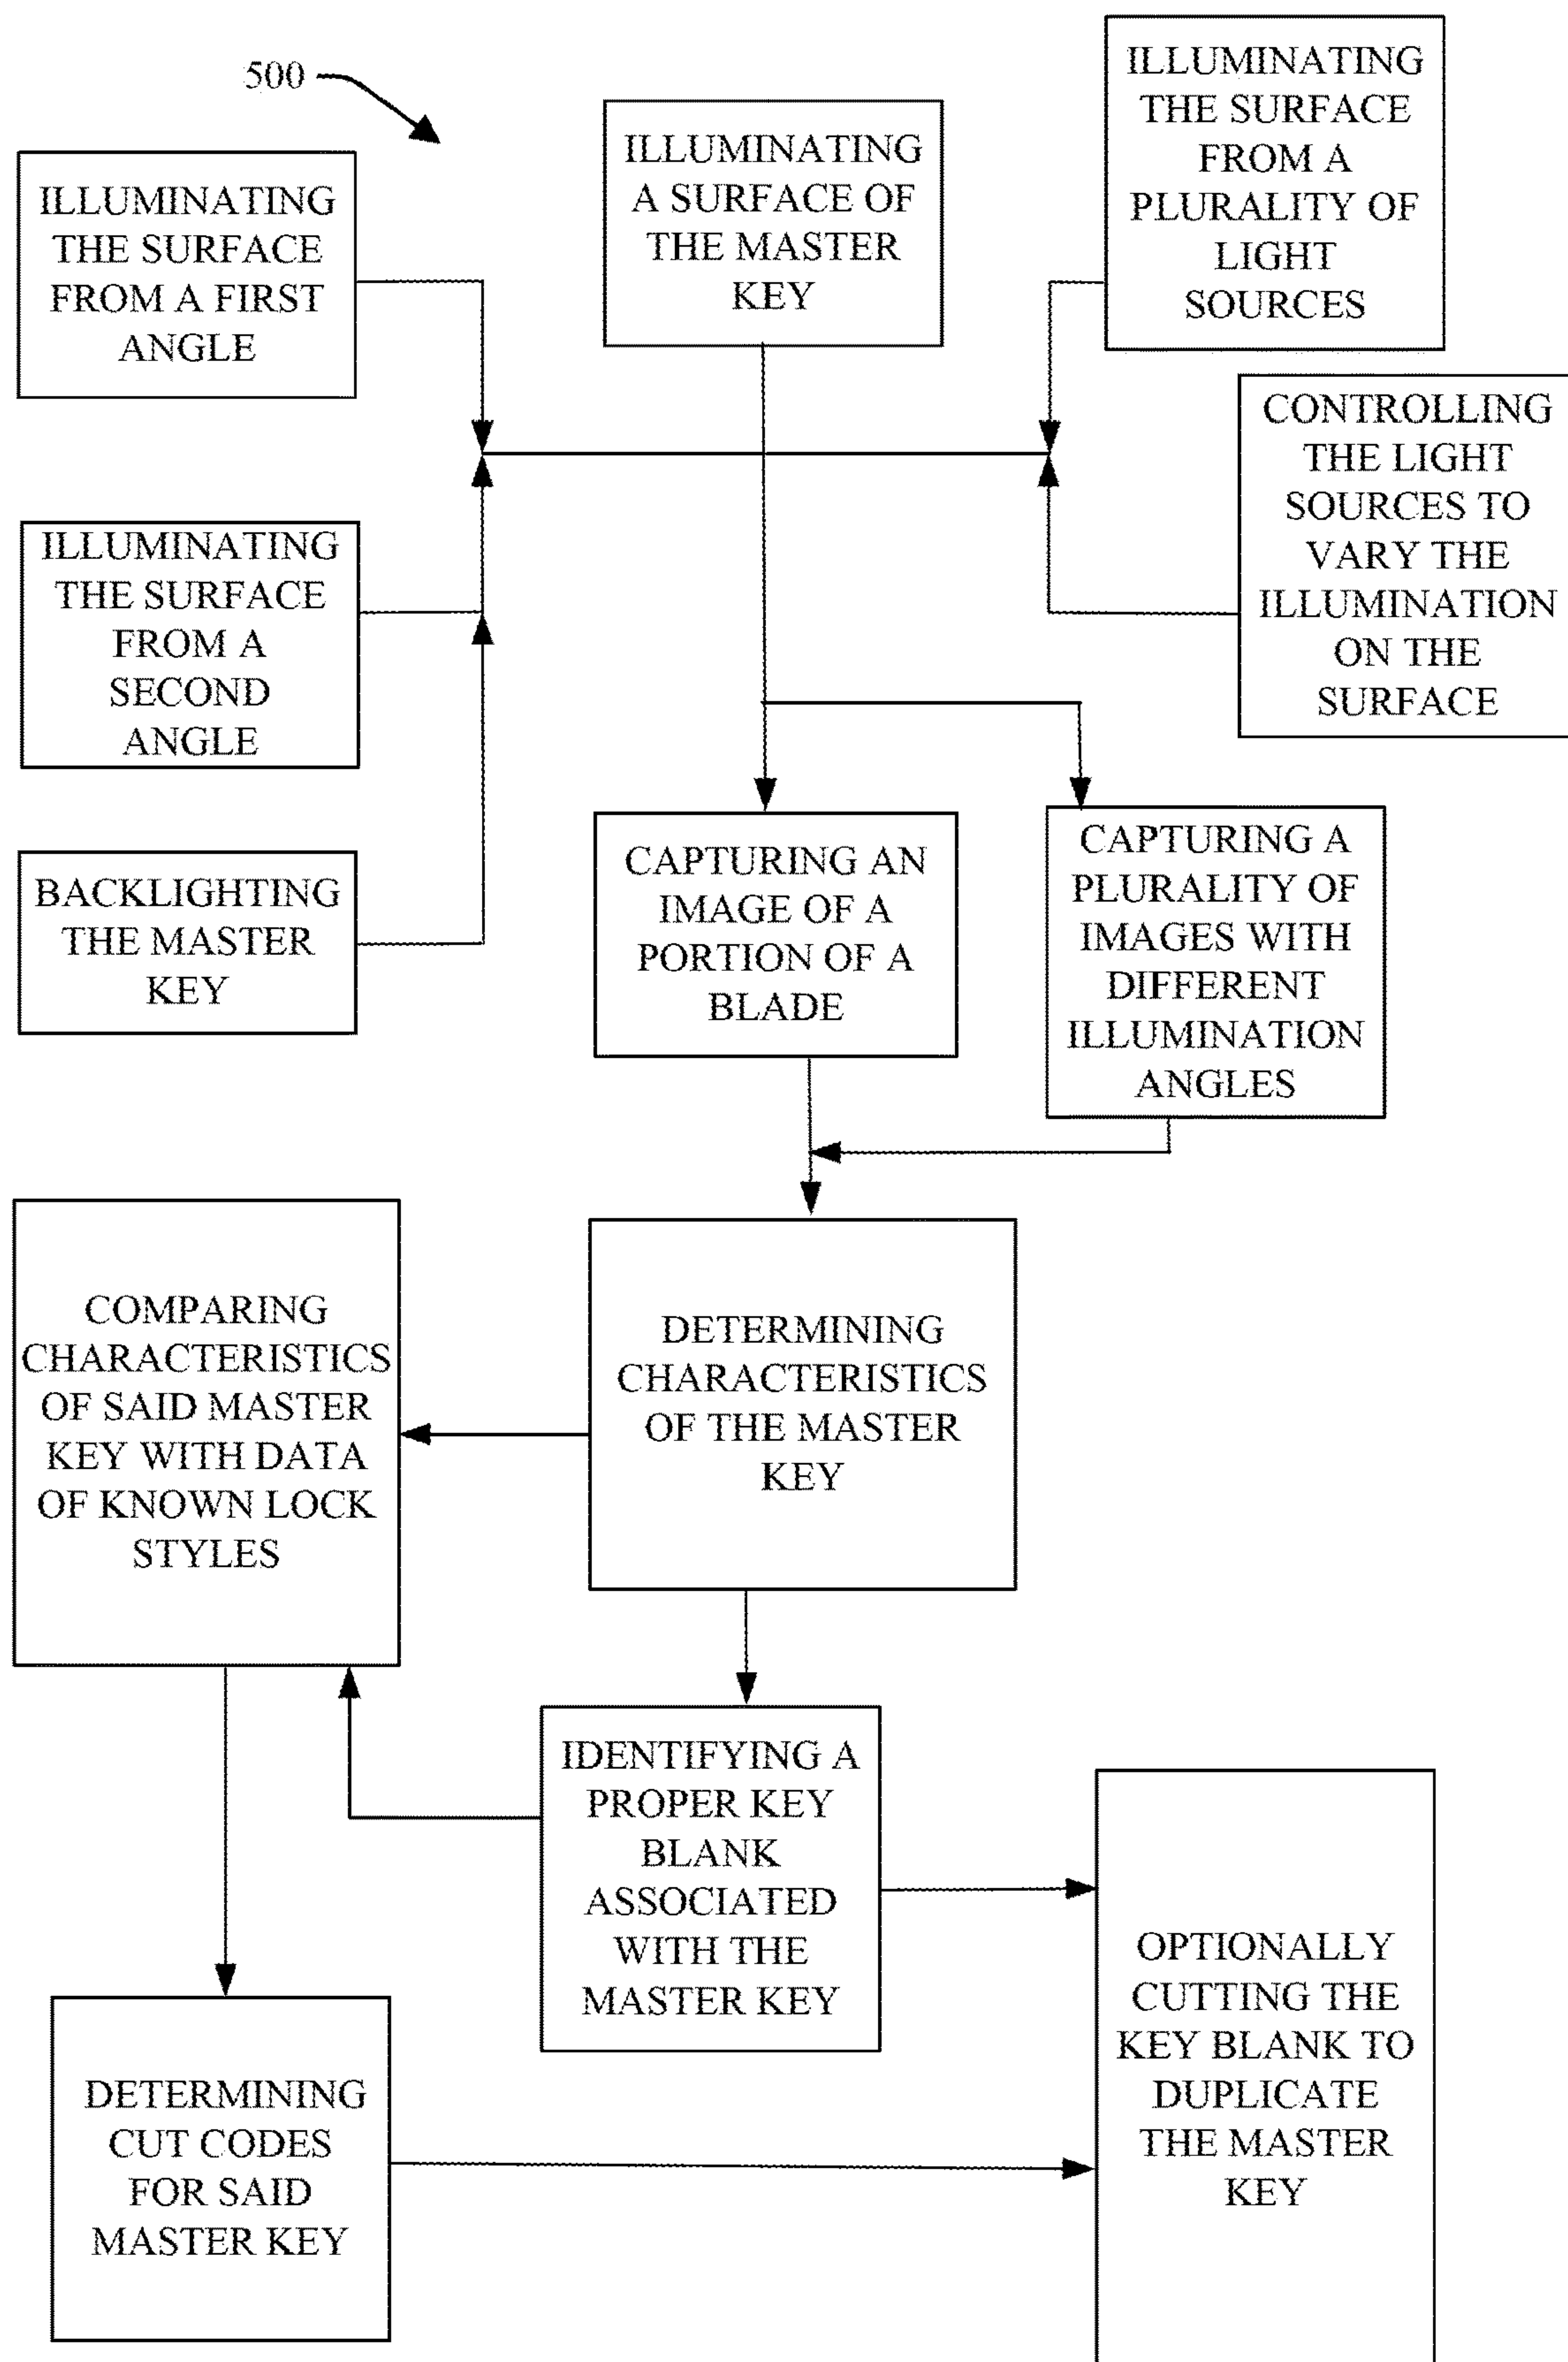 500
ILLUMINATING
THE SURFACE
FROM A FIRST
ANGLE
ILLUMINATING
A SURFACE OF
THE MASTER
KEY
ILLUMINATING
THE SURFACE
FROM A
PLURALITY OF
LIGHT
SOURCES
CONTROLLING
THE LIGHT
SOURCES TO
VARY THE
ILLUMINATION
ON THE
SURFACE
ILLUMINATING
THE SURFACE
FROM A
SECOND
ANGLE
BACKLIGHTING
THE MASTER
KEY
CAPTURING AN
IMAGE OF A
PORTION OF A
BLADE
CAPTURING A
PLURALITY OF
IMAGES WITH
DIFFERENT
ILLUMINATION
ANGLES
COMPARING
CHARACTERISTICS
OF SAID MASTER
KEY WITH DATA
OF KNOWN LOCK
STYLES
DETERMINING
CHARACTERISTICS
OF THE MASTER
KEY
IDENTIFYING A
PROPER KEY
BLANK
ASSOCIATED
WITH THE
MASTER KEY
DETERMINING
CUT CODES
FOR SAID
MASTER KEY
OPTIONALLY
CUTTING THE
KEY BLANK TO
DUPLICATE
THE MASTER
KEY